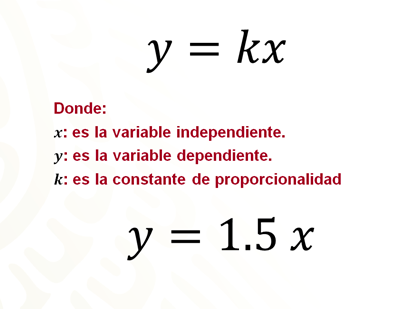 y = kx
Donde:
x: es la variable independiente.
y: es la variable dependiente.
k: es la constante de proporcionalidad
y = 1.5 x